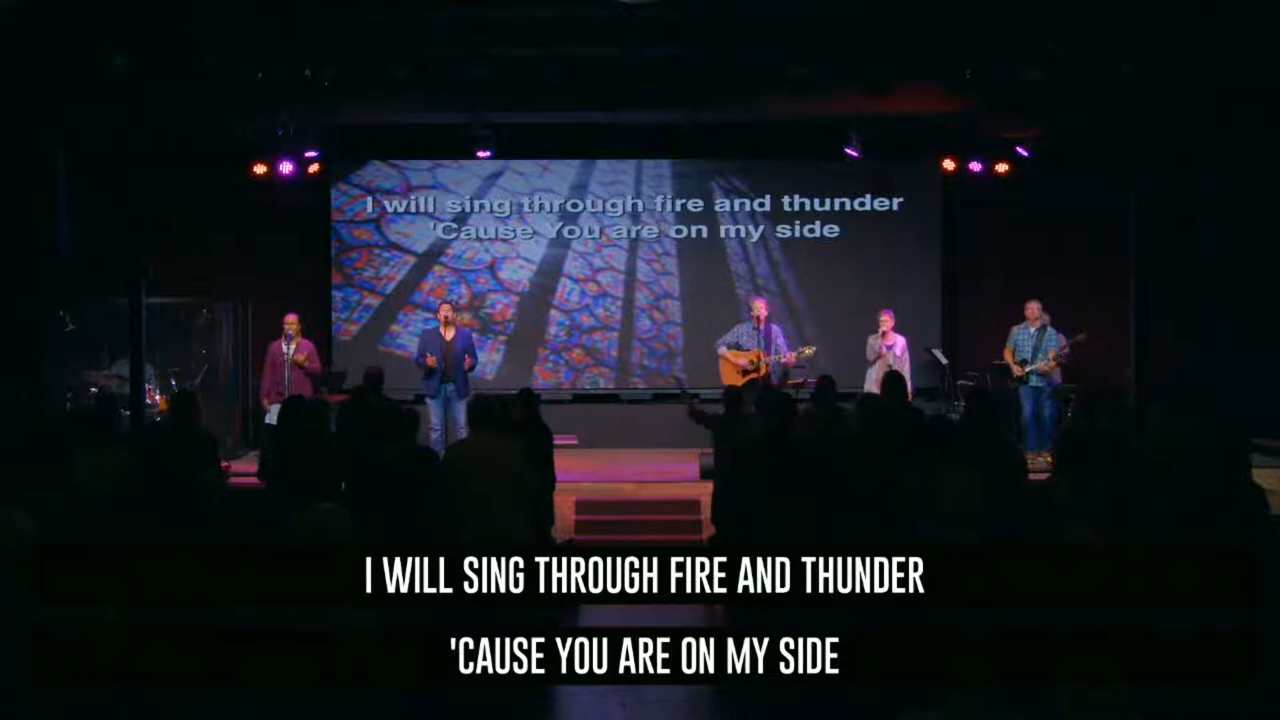 I will sing through fire and thunder
'Cause You are on my side
I WILL SING THROUGH FIRE AND THUNDER
'CAUSE YOU ARE ON MY SIDE